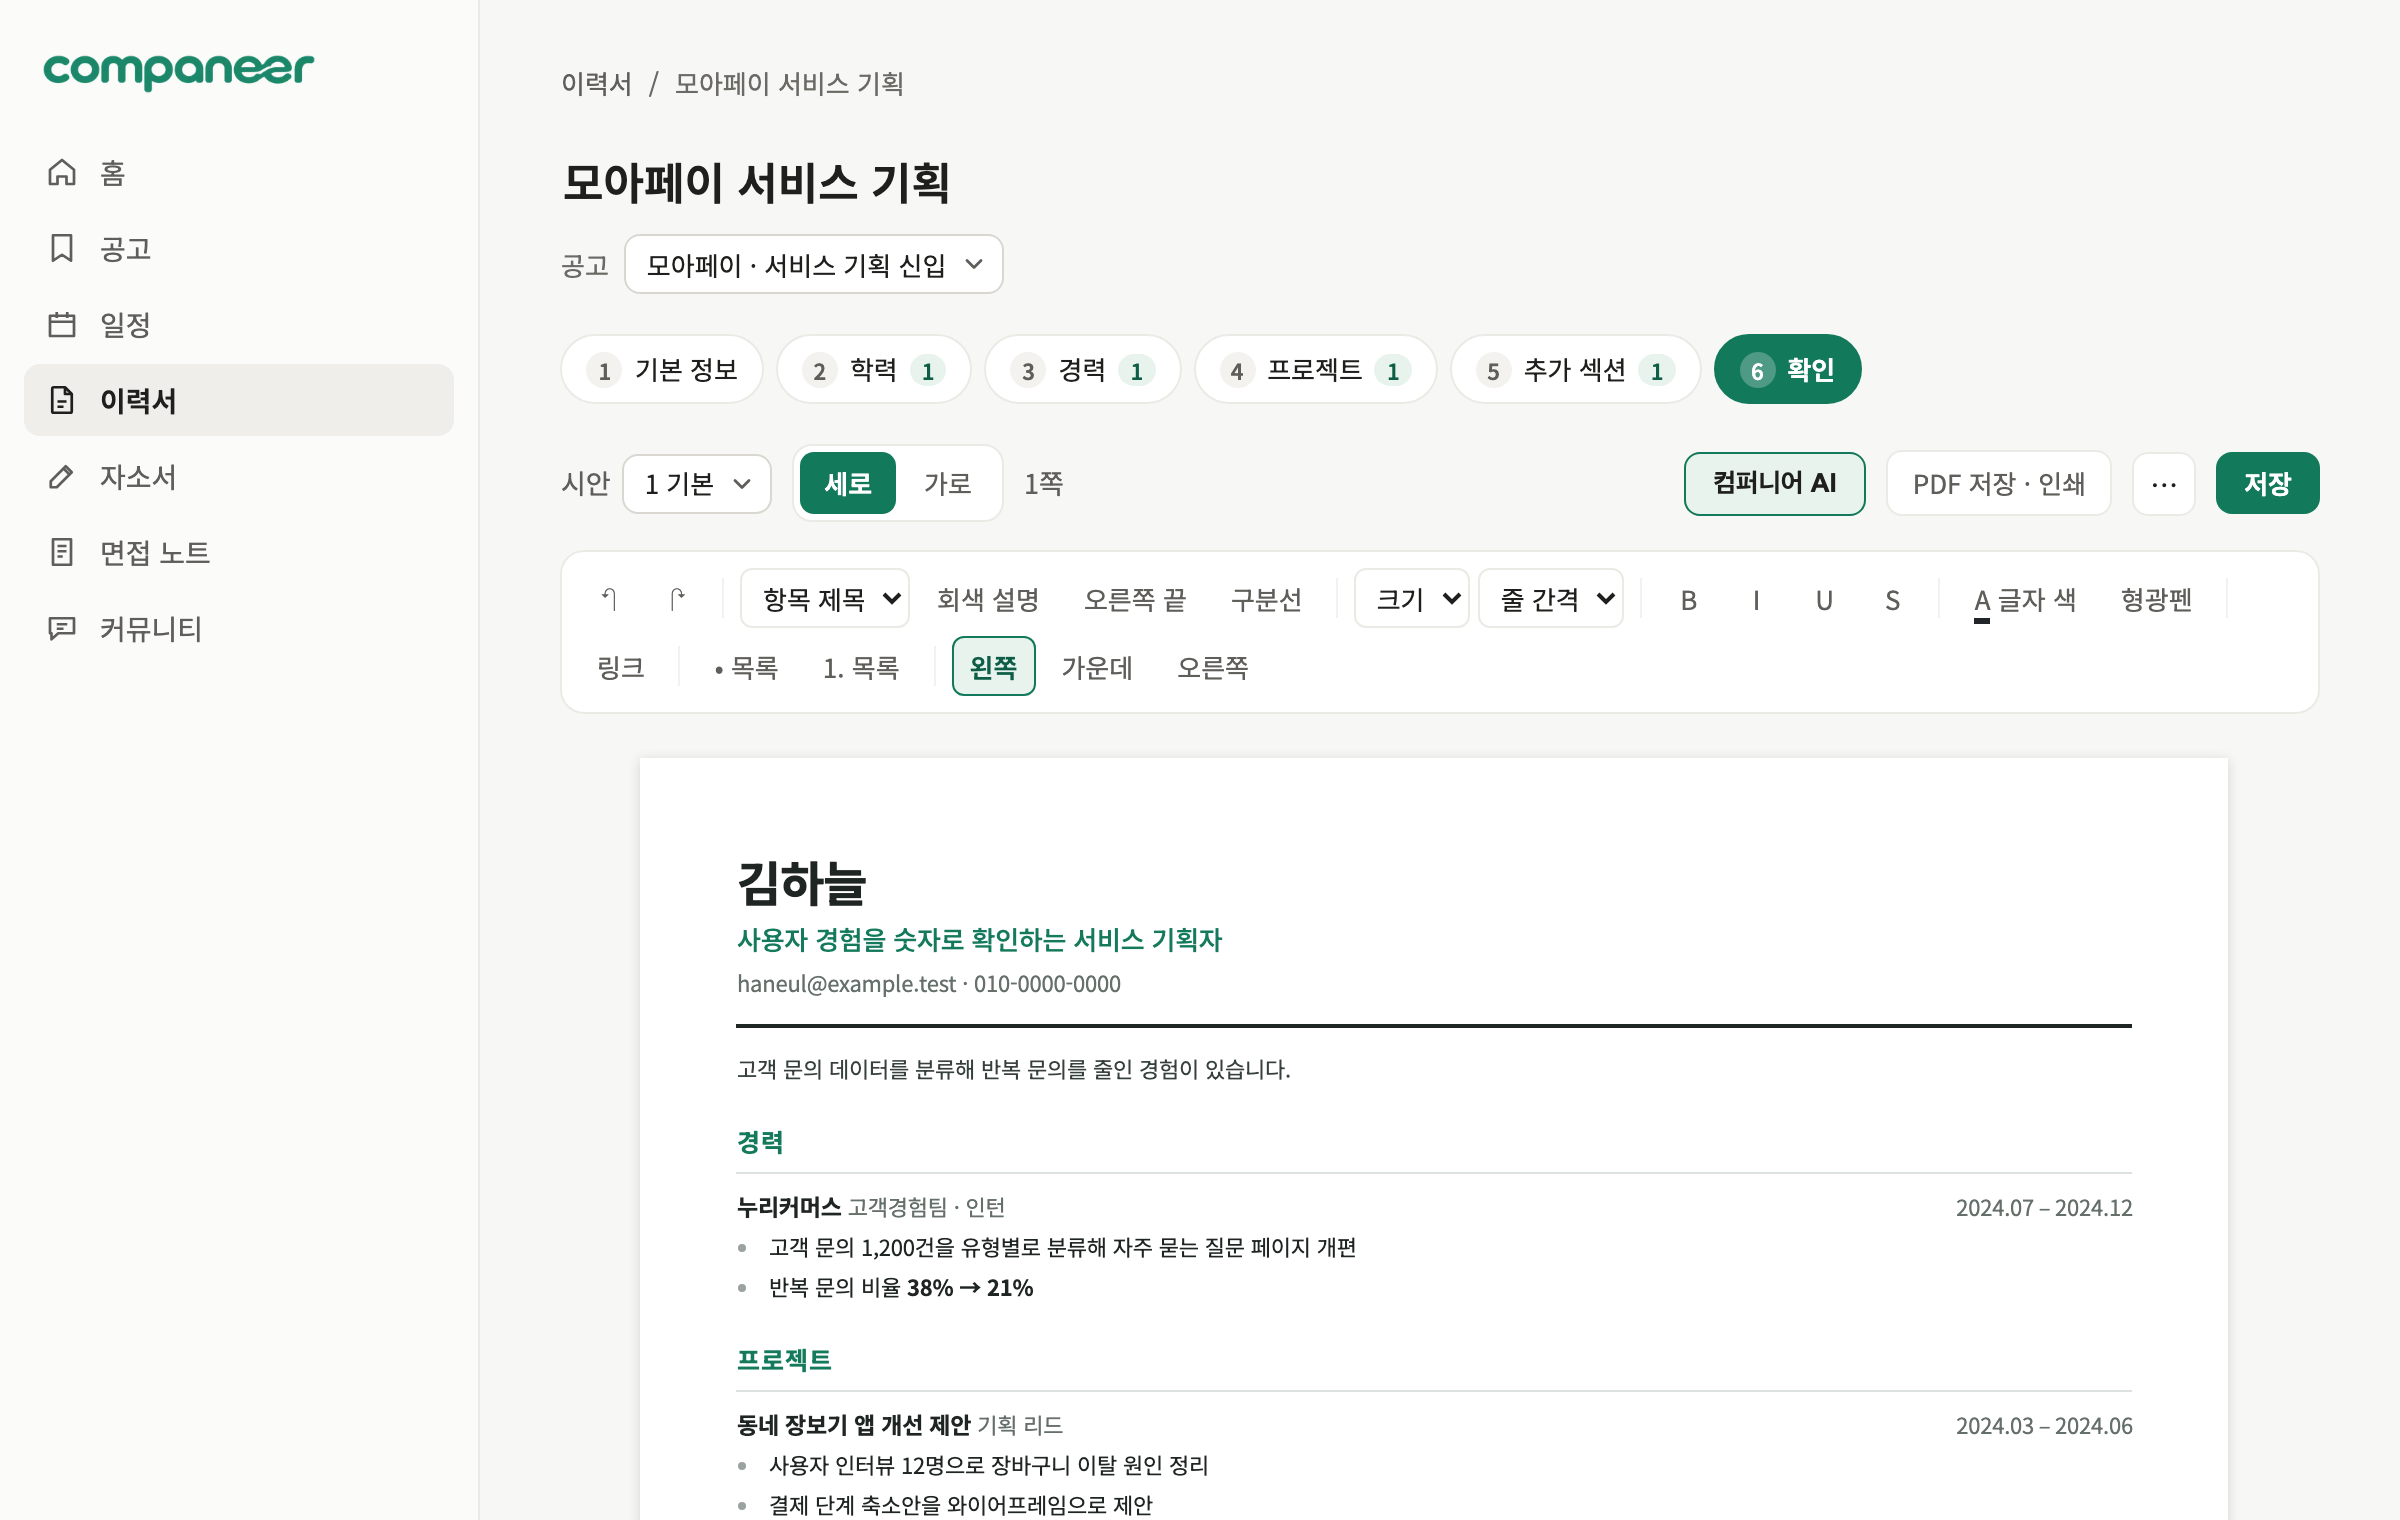 companeer
홈
공고
일정
이력서
자소서
면접 노트
커뮤니티
이력서 / 모아페이 서비스 기획
모아페이 서비스 기획
공고 모아페이 · 서비스 기획 신입
1 기본 정보 2 학력 1 3 경력 1 4 프로젝트 1 5 추가 섹션 1 6 확인
시안 1 기본 세로 가로 1쪽 컴퍼니어 AI PDF 저장 · 인쇄 ··· 저장
항목 제목 회색 설명 오른쪽 끝 구분선 크기 줄 간격 B I U S A 글자 색 형광펜
링크 • 목록 1. 목록 왼쪽 가운데 오른쪽
김하늘
사용자 경험을 숫자로 확인하는 서비스 기획자
haneul@example.test · 010-0000-0000
고객 문의 데이터를 분류해 반복 문의를 줄인 경험이 있습니다.
경력
누리커머스 고객경험팀 · 인턴 2024.07 – 2024.12
• 고객 문의 1,200건을 유형별로 분류해 자주 묻는 질문 페이지 개편
• 반복 문의 비율 38% → 21%
프로젝트
동네 장보기 앱 개선 제안 기획 리드 2024.03 – 2024.06
• 사용자 인터뷰 12명으로 장바구니 이탈 원인 정리
• 결제 단계 축소안을 와이어프레임으로 제안